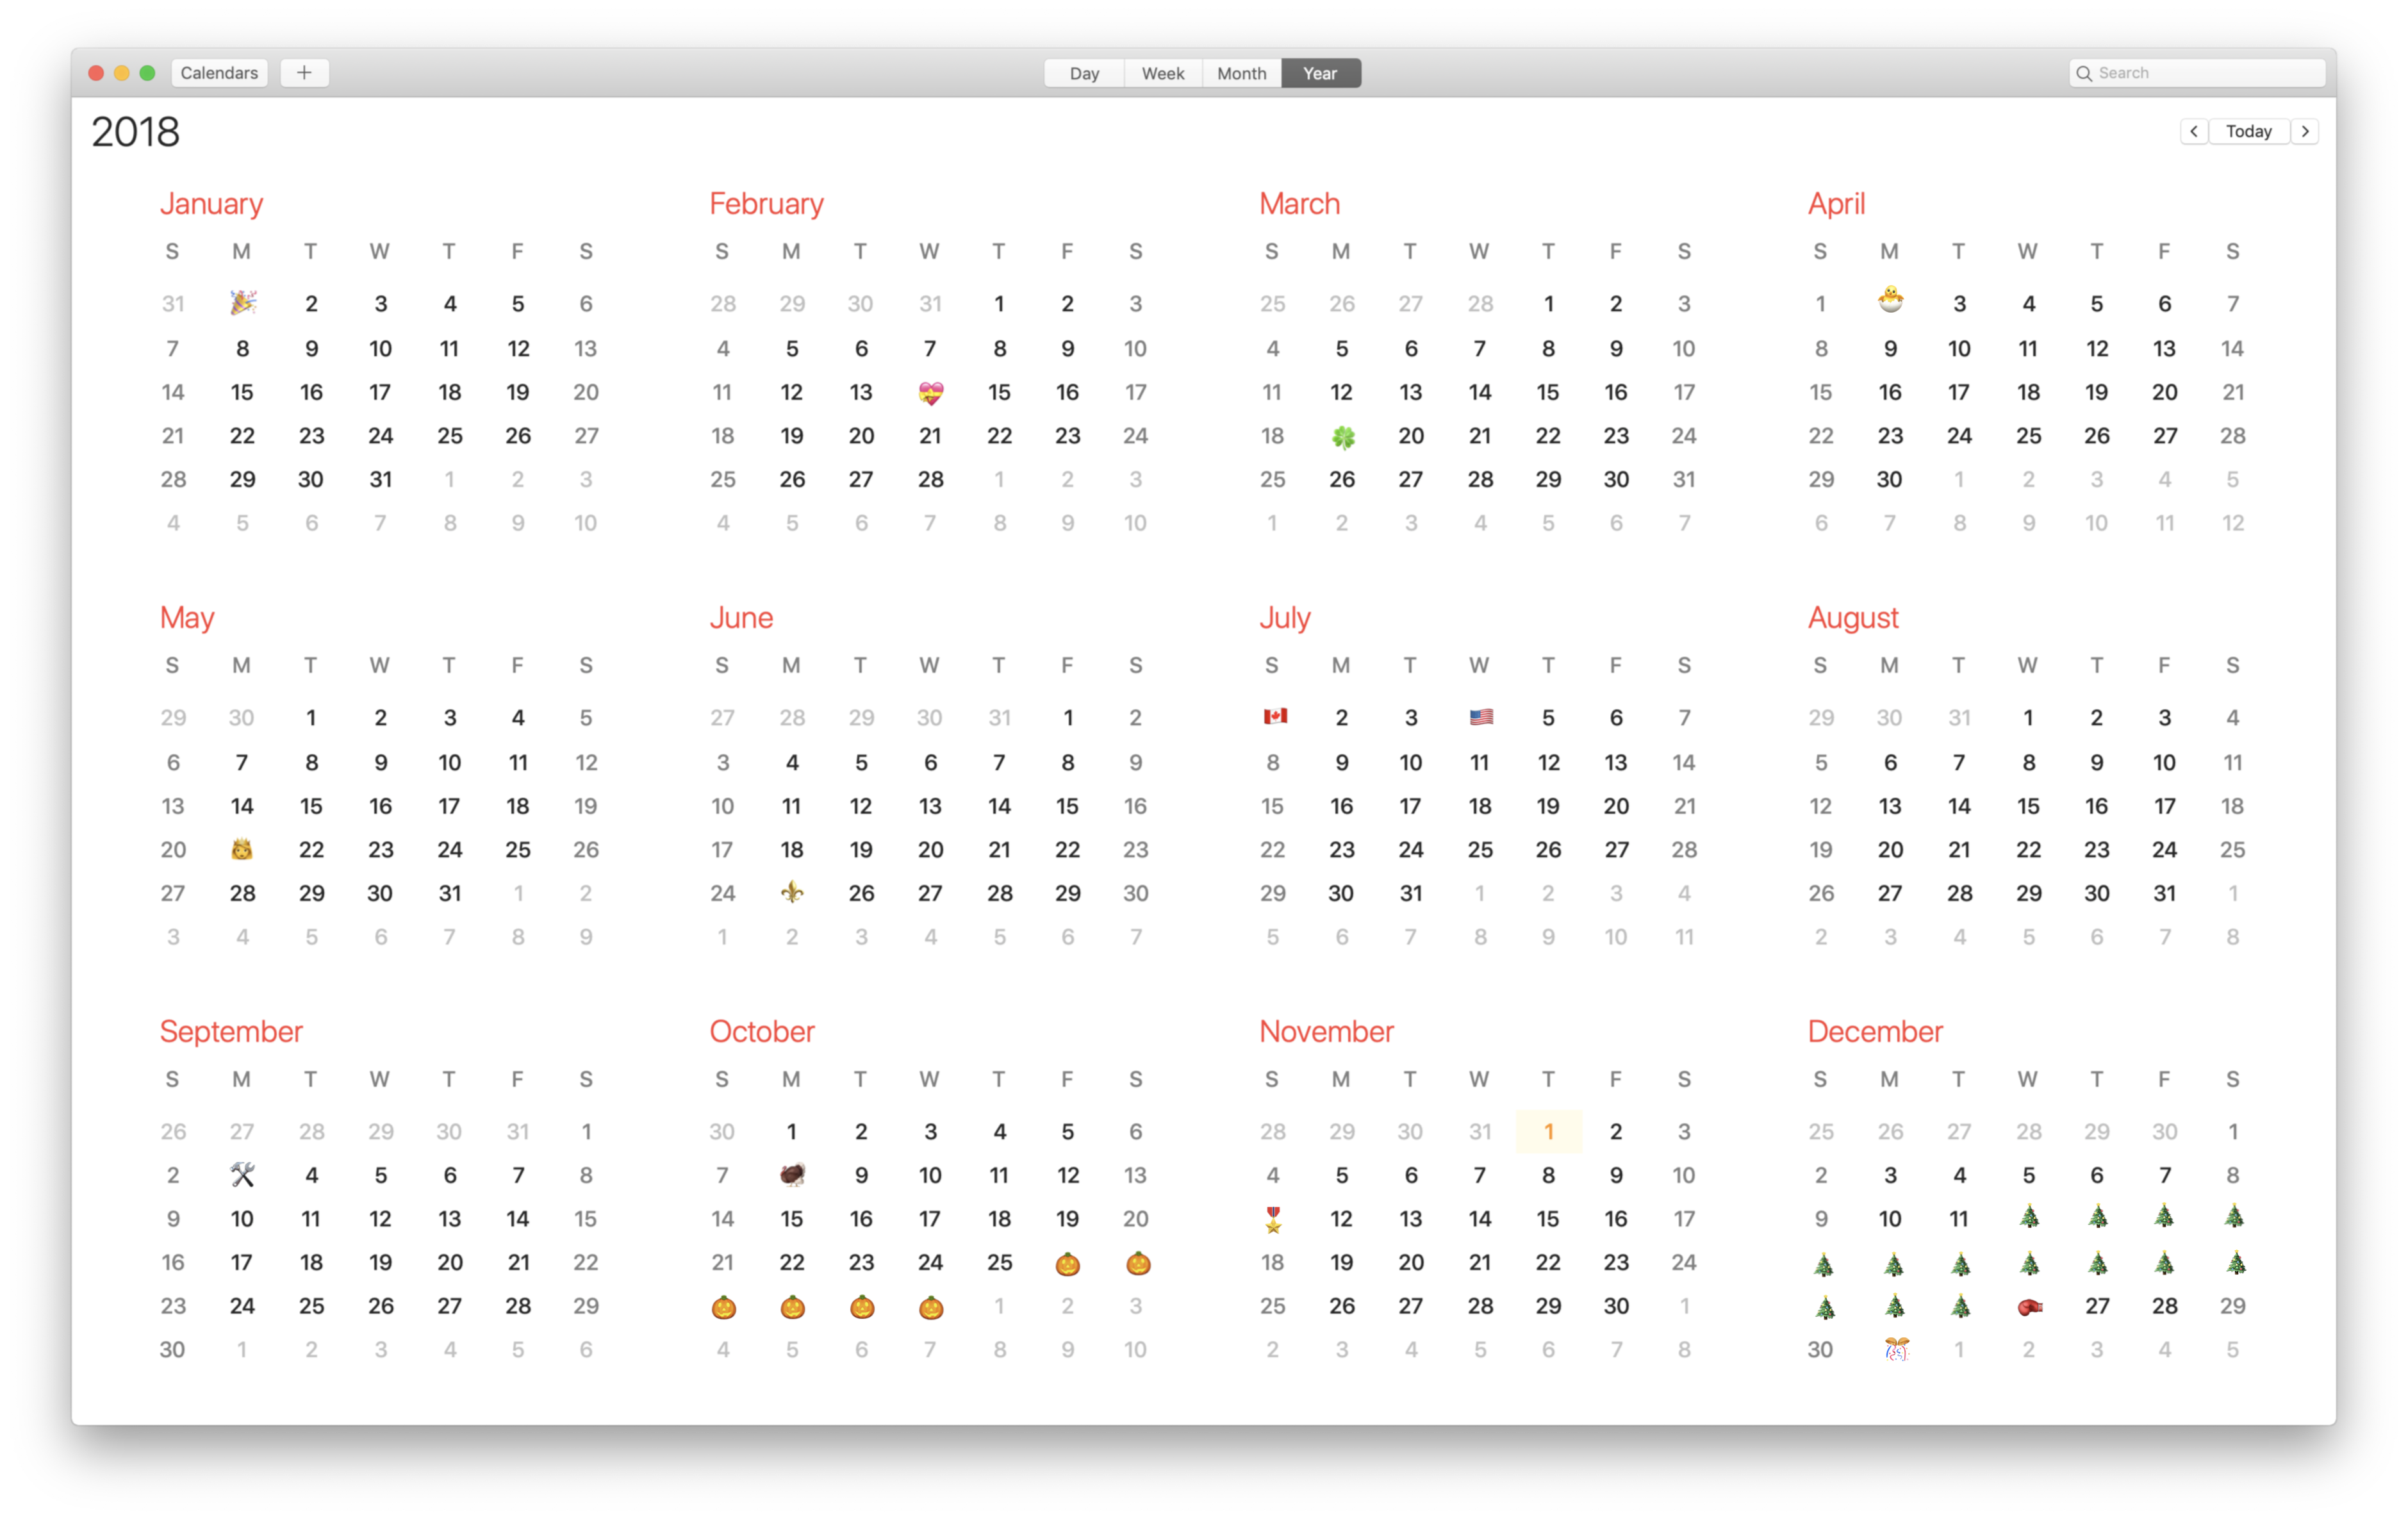 Calendars + Day Week Month Year Search
2018 < Today >
January February March April
S M T W T F S S M T W T F S S M T W T F S S M T W T F S
31 🎉 2 3 4 5 6 28 29 30 31 1 2 3 25 26 27 28 1 2 3 1 🐣 3 4 5 6 7
7 8 9 10 11 12 13 4 5 6 7 8 9 10 4 5 6 7 8 9 10 8 9 10 11 12 13 14
14 15 16 17 18 19 20 11 12 13 💝 15 16 17 11 12 13 14 15 16 17 15 16 17 18 19 20 21
21 22 23 24 25 26 27 18 19 20 21 22 23 24 18 🍀 20 21 22 23 24 22 23 24 25 26 27 28
28 29 30 31 1 2 3 25 26 27 28 1 2 3 25 26 27 28 29 30 31 29 30 1 2 3 4 5
4 5 6 7 8 9 10 4 5 6 7 8 9 10 1 2 3 4 5 6 7 6 7 8 9 10 11 12
May June July August
S M T W T F S S M T W T F S S M T W T F S S M T W T F S
29 30 1 2 3 4 5 27 28 29 30 31 1 2 🇨🇦 2 3 🇺🇸 5 6 7 29 30 31 1 2 3 4
6 7 8 9 10 11 12 3 4 5 6 7 8 9 8 9 10 11 12 13 14 5 6 7 8 9 10 11
13 14 15 16 17 18 19 10 11 12 13 14 15 16 15 16 17 18 19 20 21 12 13 14 15 16 17 18
20 👸 22 23 24 25 26 17 18 19 20 21 22 23 22 23 24 25 26 27 28 19 20 21 22 23 24 25
27 28 29 30 31 1 2 24 ⚜️ 26 27 28 29 30 29 30 31 1 2 3 4 26 27 28 29 30 31 1
3 4 5 6 7 8 9 1 2 3 4 5 6 7 5 6 7 8 9 10 11 2 3 4 5 6 7 8
September October November December
S M T W T F S S M T W T F S S M T W T F S S M T W T F S
26 27 28 29 30 31 1 30 1 2 3 4 5 6 28 29 30 31 1 2 3 25 26 27 28 29 30 1
2 🛠 4 5 6 7 8 7 🦃 9 10 11 12 13 4 5 6 7 8 9 10 2 3 4 5 6 7 8
9 10 11 12 13 14 15 14 15 16 17 18 19 20 🎖 12 13 14 15 16 17 9 10 11 🎄 🎄 🎄 🎄
16 17 18 19 20 21 22 21 22 23 24 25 🎃 🎃 18 19 20 21 22 23 24 🎄 🎄 🎄 🎄 🎄 🎄 🎄
23 24 25 26 27 28 29 🎃 🎃 🎃 🎃 1 2 3 25 26 27 28 29 30 1 🎄 🎄 🎄 🥊 27 28 29
30 1 2 3 4 5 6 4 5 6 7 8 9 10 2 3 4 5 6 7 8 30 🎊 1 2 3 4 5